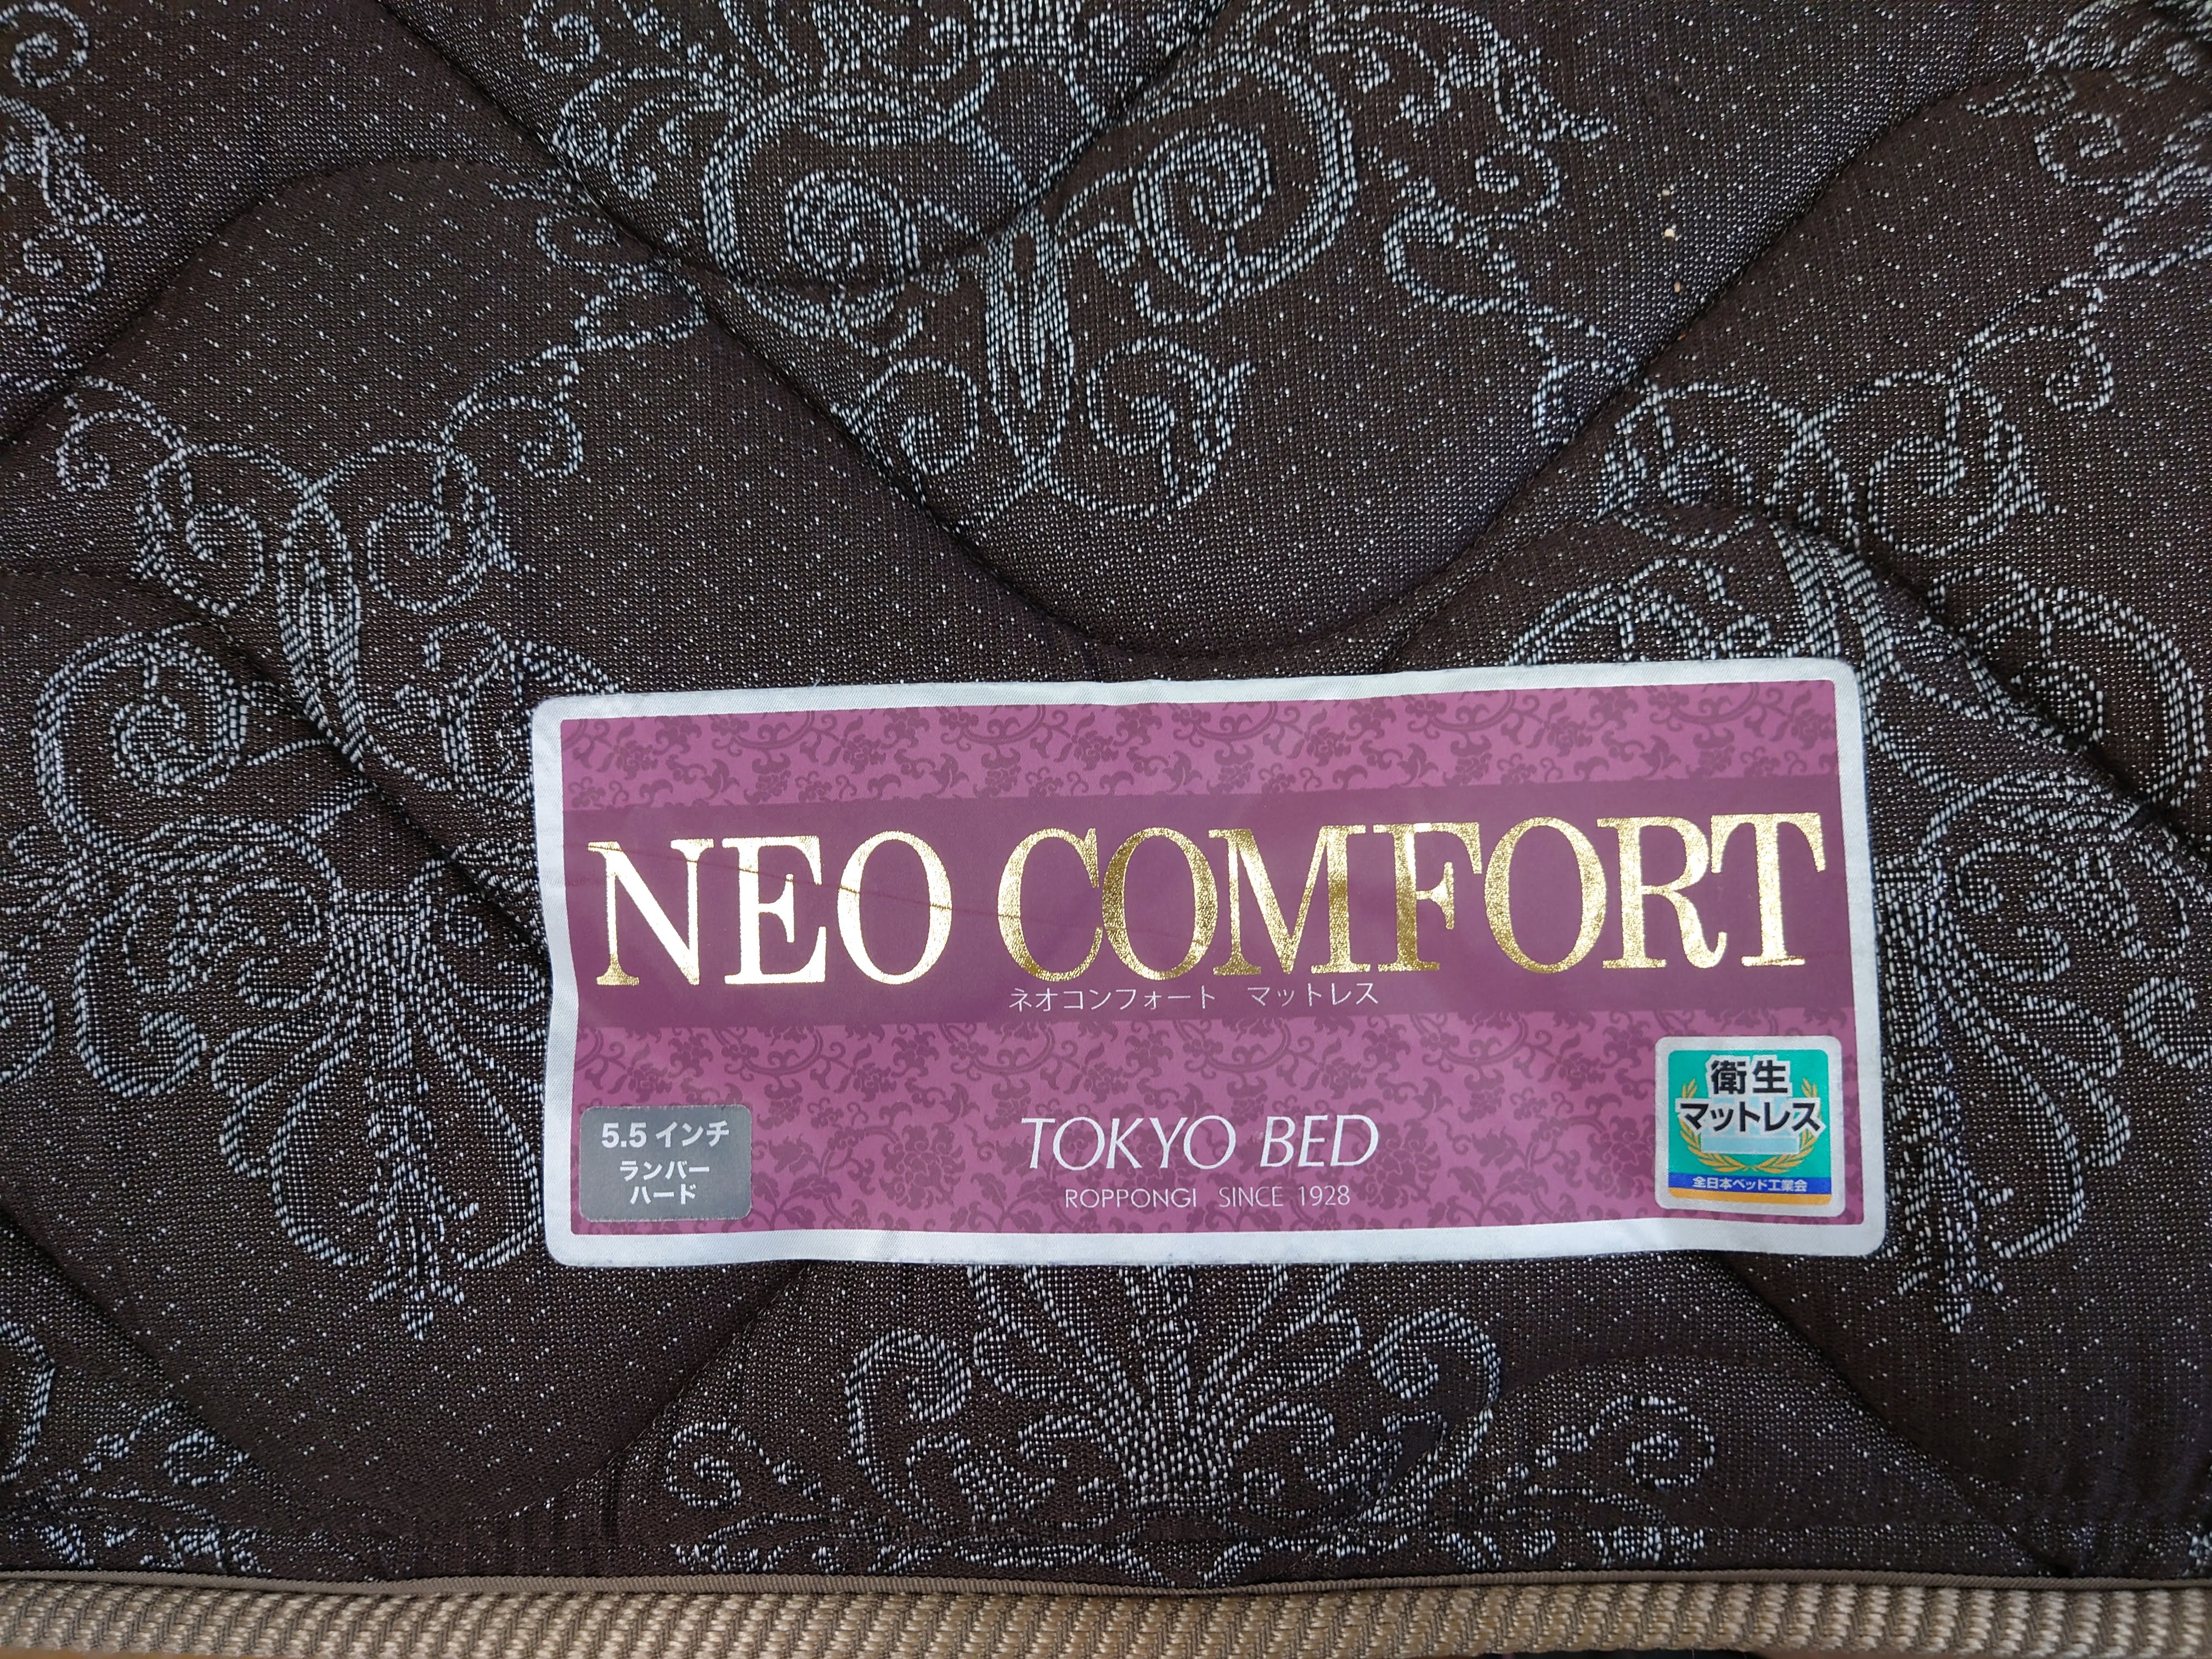 NEO COMFORT
ネオコンフォート マットレス
5.5 インチ
ランバー
ハード
TOKYO BED
ROPPONGI SINCE 1928
衛生
マットレス
全日本ベッド工業会